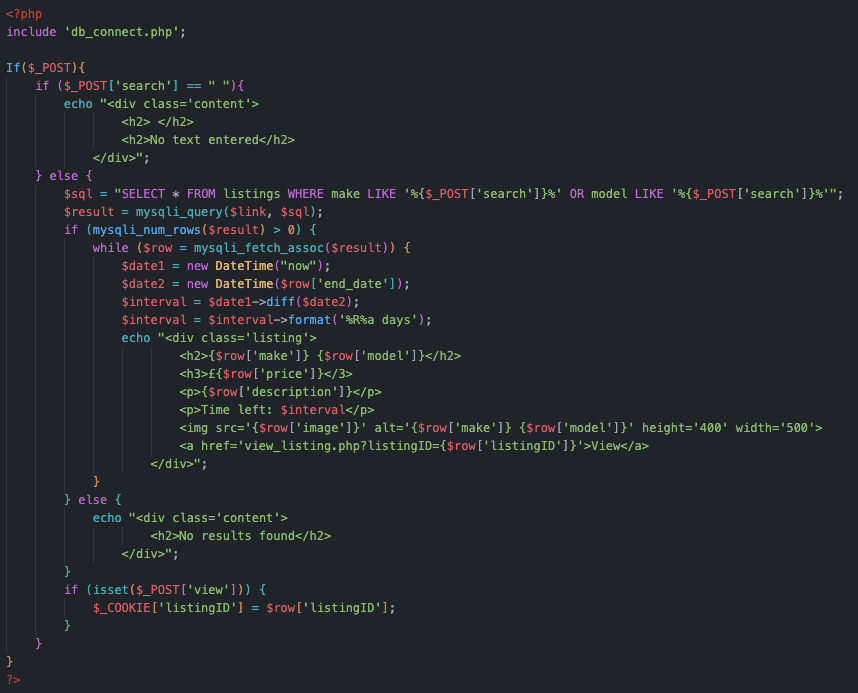 <?php
include 'db_connect.php';
If($_POST){
if ($_POST['search'] == " "){
echo "<div class='content'>
<h2> </h2>
<h2>No text entered</h2>
</div>";
} else {
$sql = "SELECT * FROM listings WHERE make LIKE '%{$_POST['search']}%' OR model LIKE '%{$_POST['search']}%'";
$result = mysqli_query($link, $sql);
if (mysqli_num_rows($result) > 0) {
while ($row = mysqli_fetch_assoc($result)) {
$date1 = new DateTime("now");
$date2 = new DateTime($row['end_date']);
$interval = $date1->diff($date2);
$interval = $interval->format('%R%a days');
echo "<div class='listing'>
<h2>{$row['make']} {$row['model']}</h2>
<h3>£{$row['price']}</3>
<p>{$row['description']}</p>
<p>Time left: $interval</p>
<img src='{$row['image']}' alt='{$row['make']} {$row['model']}' height='400' width='500'>
<a href='view_listing.php?listingID={$row['listingID']}'>View</a>
</div>";
}
} else {
echo "<div class='content'>
<h2>No results found</h2>
</div>";
}
if (isset($_POST['view'])) {
$_COOKIE['listingID'] = $row['listingID'];
}
}
}
?>